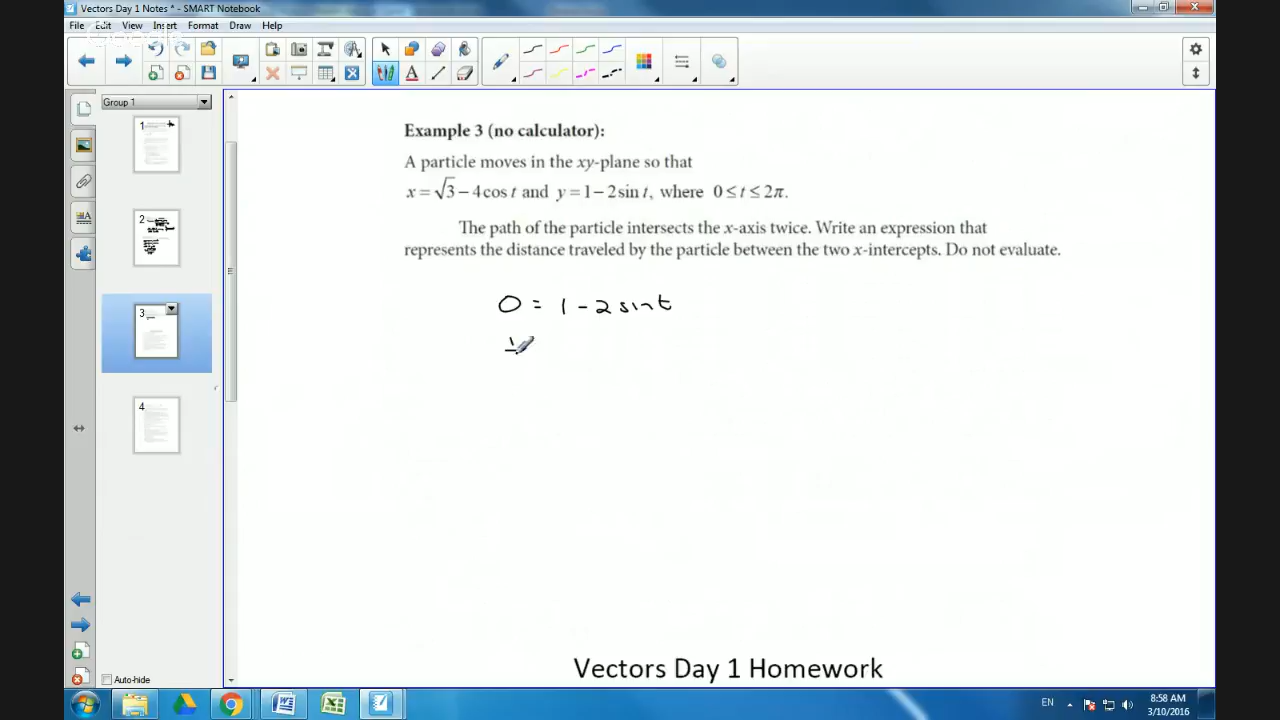 Vectors Day 1 Notes * - SMART Notebook
File Edit View Insert Format Draw Help
Group 1
1
2
3
4
Example 3 (no calculator):
A particle moves in the xy-plane so that
x = √3 − 4cos t and y = 1 − 2sin t, where 0 ≤ t ≤ 2π.
The path of the particle intersects the x-axis twice. Write an expression that
represents the distance traveled by the particle between the two x-intercepts. Do not evaluate.
0 = 1 − 2 sin t
Vectors Day 1 Homework
Auto-hide
EN
8:58 AM
3/10/2016